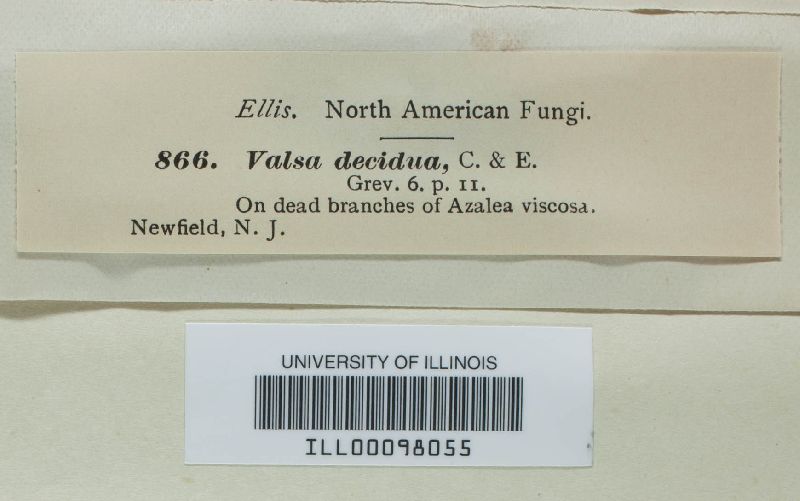 Ellis. North American Fungi.
866. Valsa decidua, C. & E.
Grev. 6. p. 11.
On dead branches of Azalea viscosa.
Newfield, N. J.
UNIVERSITY OF ILLINOIS
ILL00098055